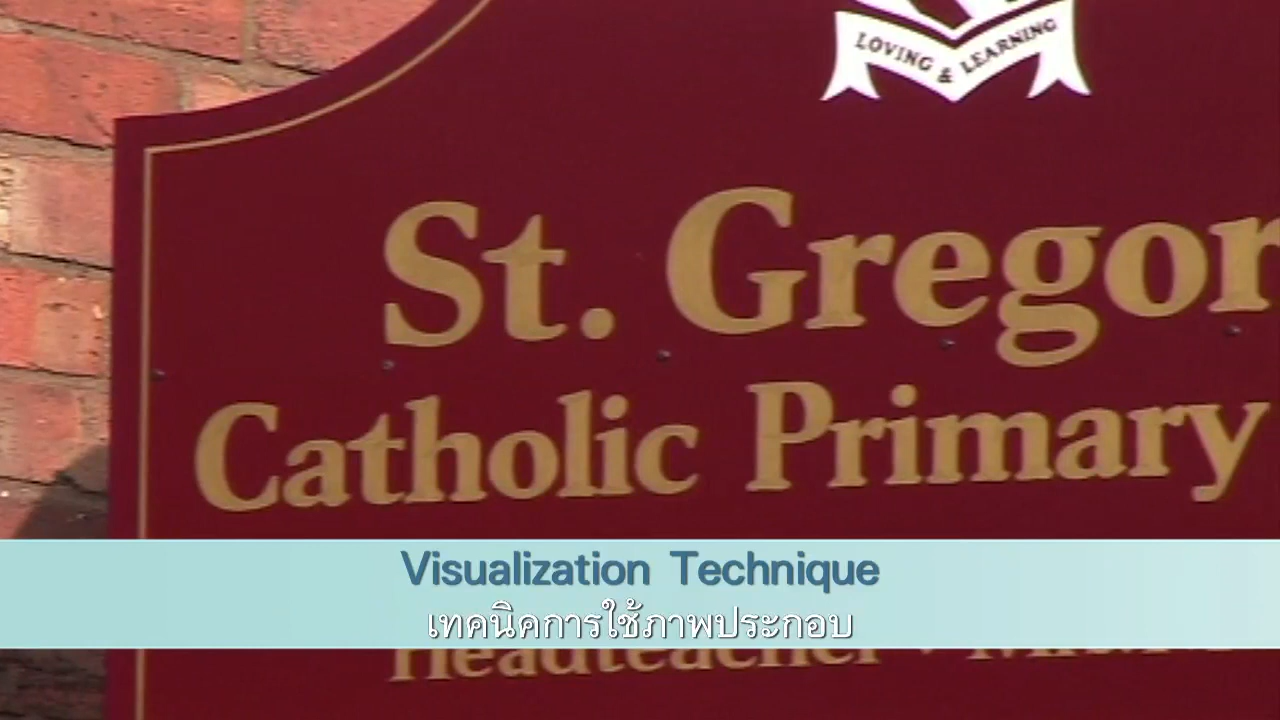 LOVING & LEARNING
St. Gregor
Catholic Primary
Visualization Technique
เทคนิคการใช้ภาพประกอบ
Headteacher